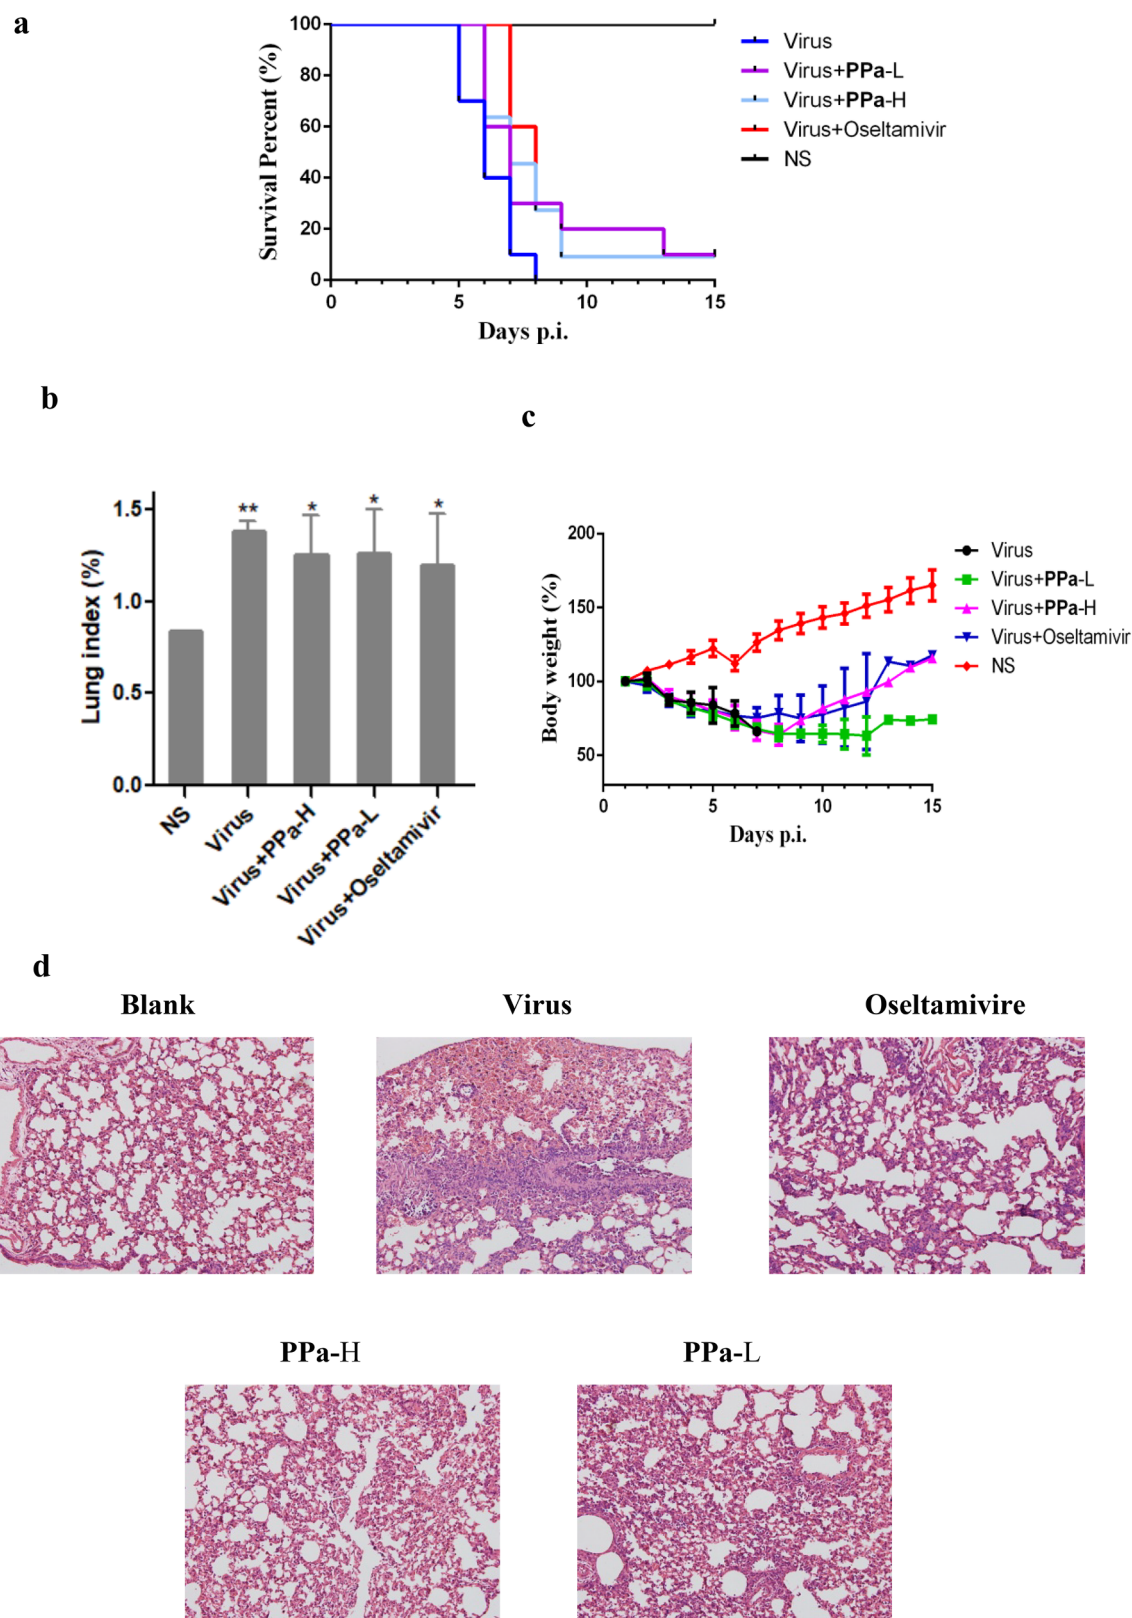 a
Survival Percent (%)
100
80
60
40
20
0
0 5 10 15
Days p.i.
Virus
Virus+PPa-L
Virus+PPa-H
Virus+Oseltamivir
NS
b
Lung index (%)
1.5
1.0
0.5
0.0
** * * *
NS
Virus
Virus+PPa-H
Virus+PPa-L
Virus+Oseltamivir
c
Body weight (%)
200
150
100
50
0 5 10 15
Days p.i.
Virus
Virus+PPa-L
Virus+PPa-H
Virus+Oseltamivir
NS
d
Blank Virus Oseltamivire
PPa-H PPa-L